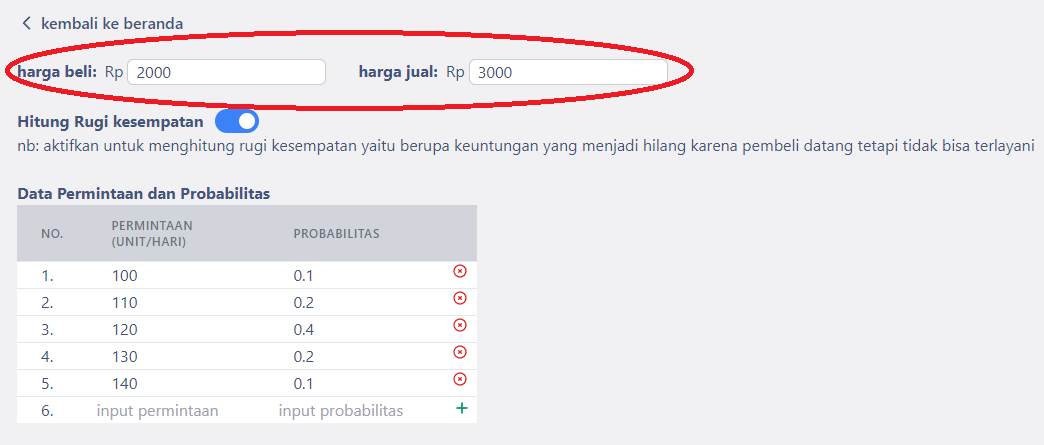 kembali ke beranda
harga beli: Rp 2000 harga jual: Rp 3000
Hitung Rugi kesempatan
nb: aktifkan untuk menghitung rugi kesempatan yaitu berupa keuntungan yang menjadi hilang karena pembeli datang tetapi tidak bisa terlayani
Data Permintaan dan Probabilitas
NO. PERMINTAAN (UNIT/HARI) PROBABILITAS
1. 100 0.1
2. 110 0.2
3. 120 0.4
4. 130 0.2
5. 140 0.1
6. input permintaan input probabilitas